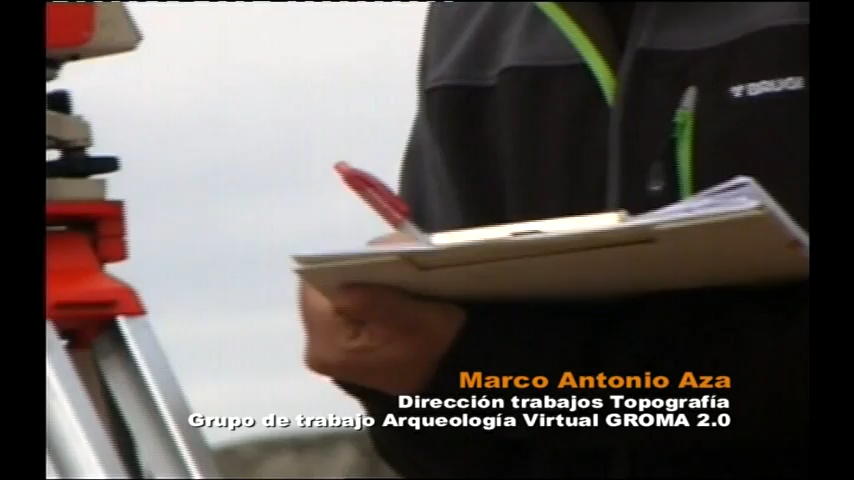 Marco Antonio Aza
Dirección trabajos Topografía
Grupo de trabajo Arqueología Virtual GROMA 2.0